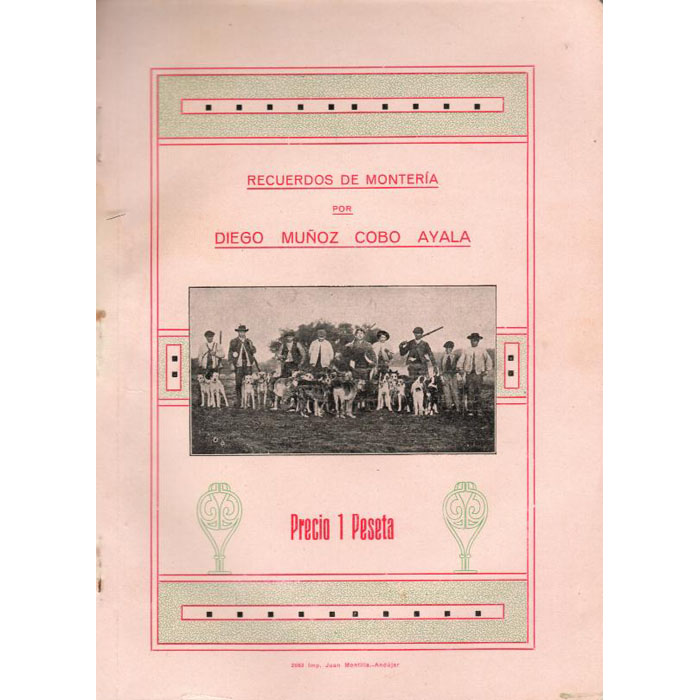 RECUERDOS DE MONTERÍA
POR
DIEGO MUÑOZ COBO AYALA
Precio 1 Peseta
Imp. Juan Montilla.-Andújar